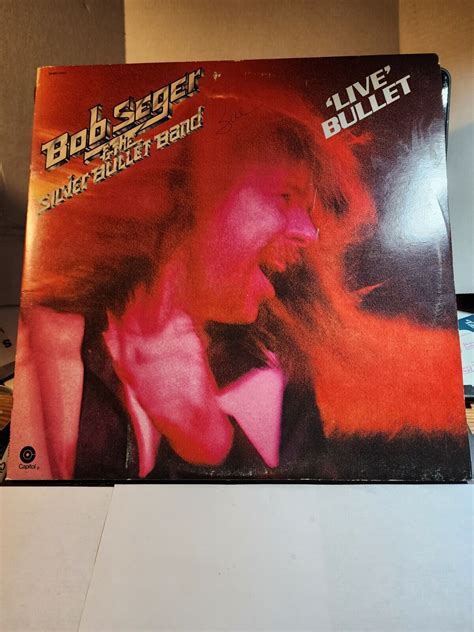 Bob Seger
& The
Silver Bullet Band
'LIVE'
BULLET
Capitol